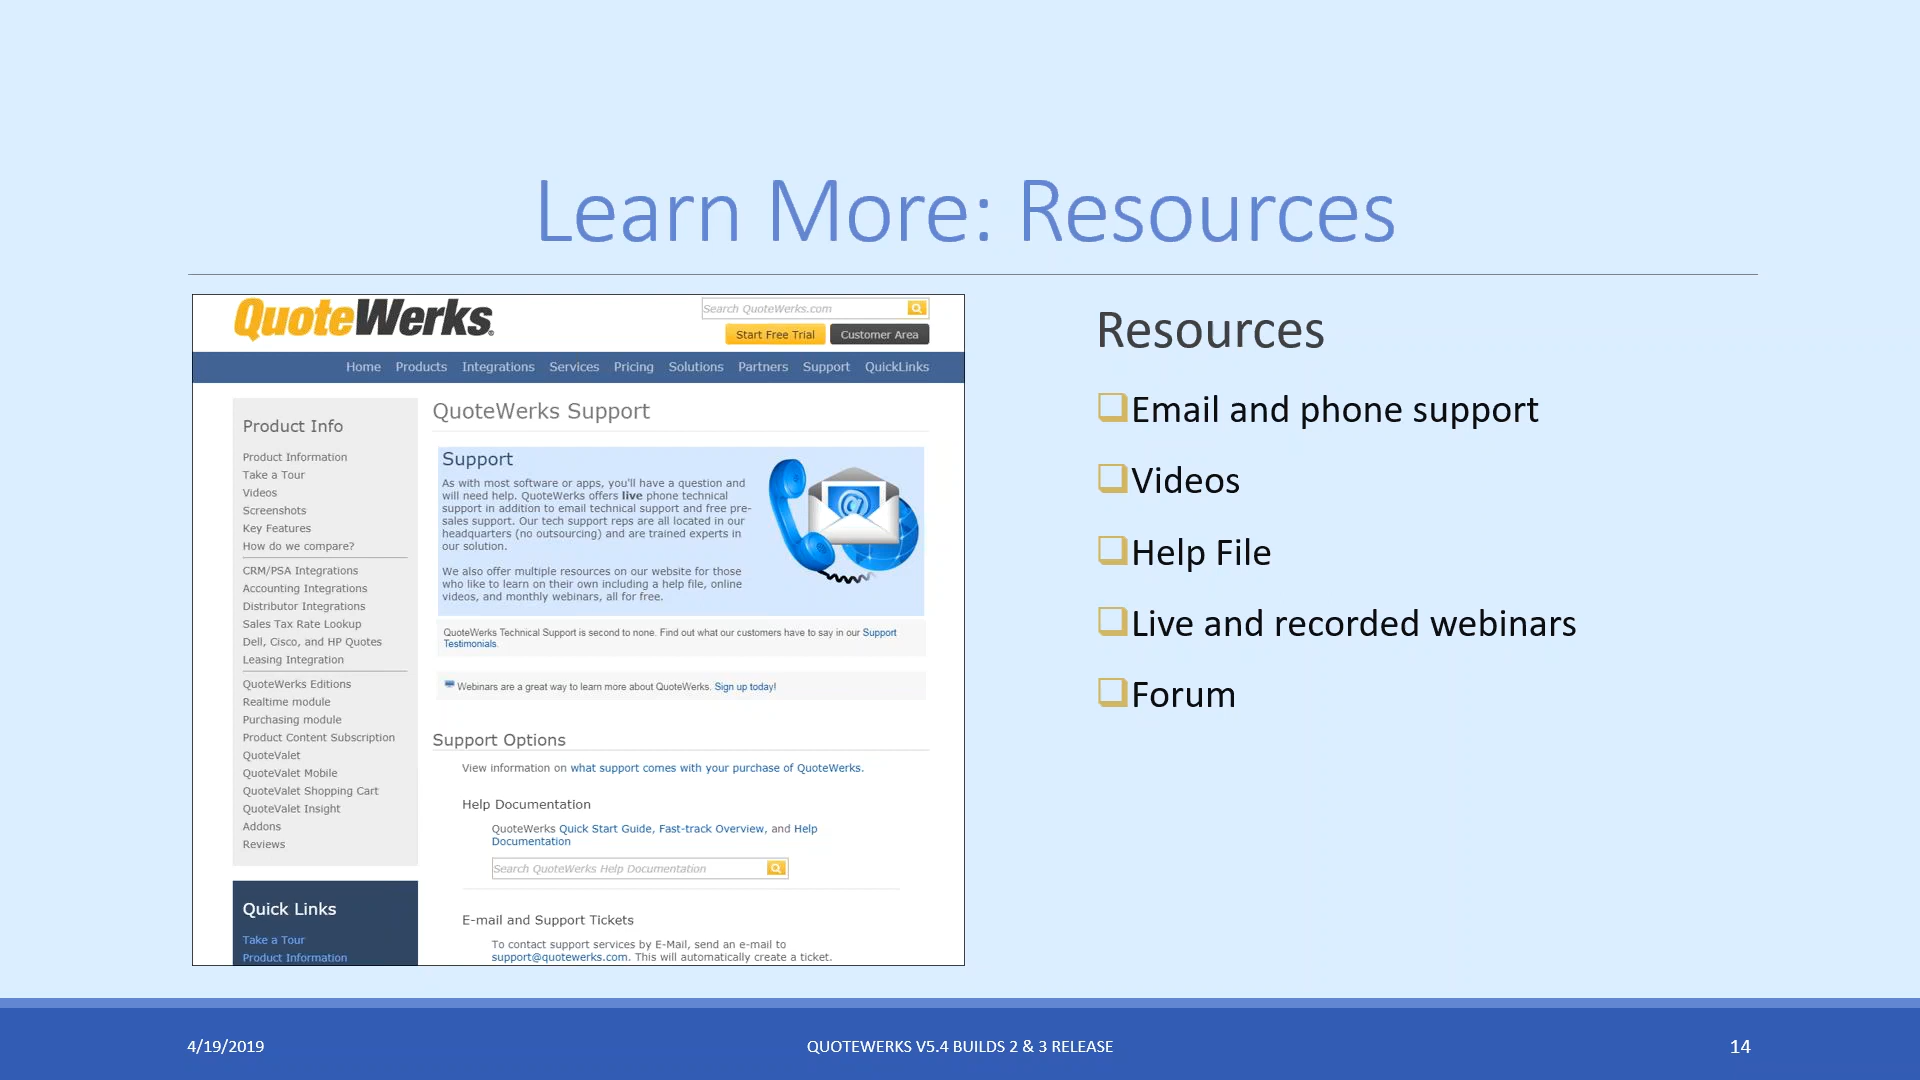 Learn More: Resources
QuoteWerks
Search QuoteWerks.com
Start Free Trial
Customer Area
Home Products Integrations Services Pricing Solutions Partners Support QuickLinks
Product Info
Product Information
Take a Tour
Videos
Screenshots
Key Features
How do we compare?
CRM/PSA Integrations
Accounting Integrations
Distributor Integrations
Sales Tax Rate Lookup
Dell, Cisco, and HP Quotes
Leasing Integration
QuoteWerks Editions
Realtime module
Purchasing module
Product Content Subscription
QuoteValet
QuoteValet Mobile
QuoteValet Shopping Cart
QuoteValet Insight
Addons
Reviews
Quick Links
Take a Tour
Product Information
QuoteWerks Support
Support
As with most software or apps, you'll have a question and
will need help. QuoteWerks offers live phone technical
support in addition to email technical support and free pre-
sales support. Our tech support reps are all located in our
headquarters (no outsourcing) and are trained experts in
our solution.
We also offer multiple resources on our website for those
who like to learn on their own including a help file, online
videos, and monthly webinars, all for free.
@
QuoteWerks Technical Support is second to none. Find out what our customers have to say in our Support
Testimonials.
Webinars are a great way to learn more about QuoteWerks. Sign up today!
Support Options
View information on what support comes with your purchase of QuoteWerks.
Help Documentation
QuoteWerks Quick Start Guide, Fast-track Overview, and Help
Documentation
Search QuoteWerks Help Documentation
E-mail and Support Tickets
To contact support services by E-Mail, send an e-mail to
support@quotewerks.com. This will automatically create a ticket.
Resources
Email and phone support
Videos
Help File
Live and recorded webinars
Forum
4/19/2019
QUOTEWERKS V5.4 BUILDS 2 & 3 RELEASE
14